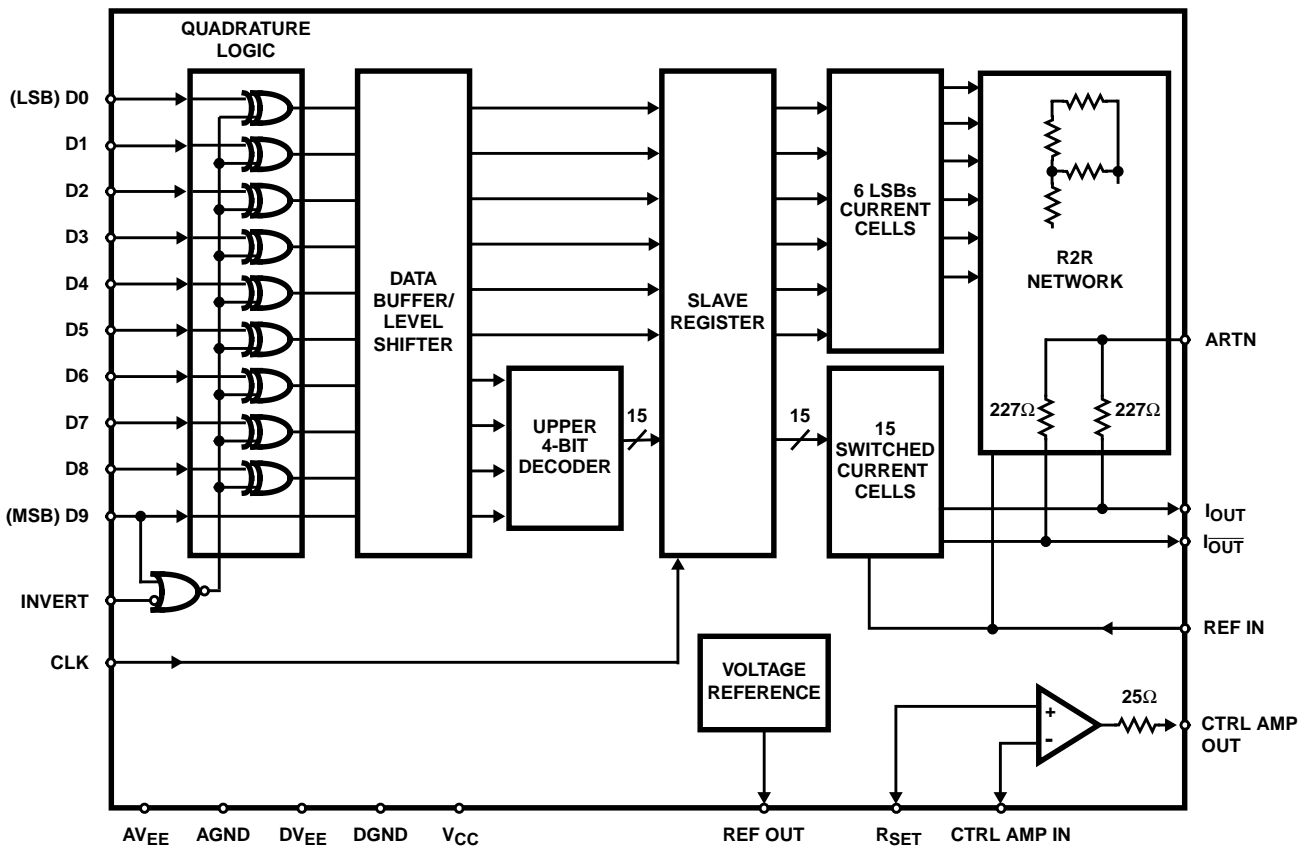 QUADRATURE
LOGIC
(LSB) D0
D1
D2
D3
D4
D5
D6
D7
D8
(MSB) D9
INVERT
CLK
DATA
BUFFER/
LEVEL
SHIFTER
UPPER
4-BIT
DECODER
15
SLAVE
REGISTER
15
6 LSBs
CURRENT
CELLS
15
SWITCHED
CURRENT
CELLS
R2R
NETWORK
227Ω
227Ω
ARTN
IOUT
I̅O̅U̅T̅
REF IN
VOLTAGE
REFERENCE
+
-
25Ω
CTRL AMP
OUT
AVEE
AGND
DVEE
DGND
VCC
REF OUT
RSET
CTRL AMP IN